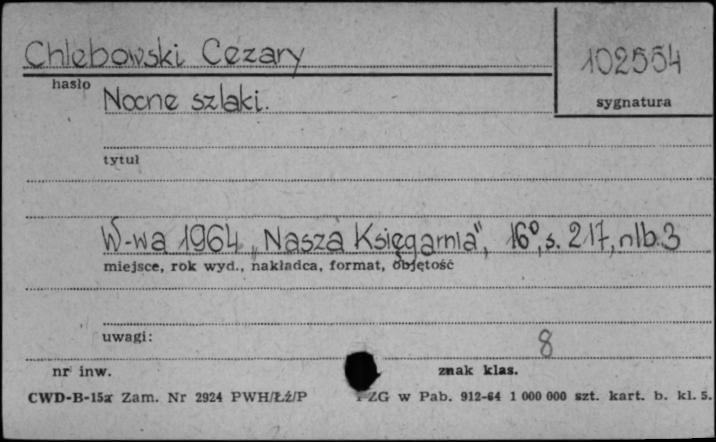 Chlebowski Cezary
102554
hasło
sygnatura
Nocne szlaki.
tytuł
W-wa 1964 „Nasza Księgarnia", 16°, s. 217, nlb. 3
miejsce, rok wyd., nakładca, format, objętość
uwagi:
8
nr inw.
znak klas.
CWD-B-15a Zam. Nr 2924 PWH/Łź/P
PZG w Pab. 912-64 1 000 000 szt. kart. b. kl. 5.